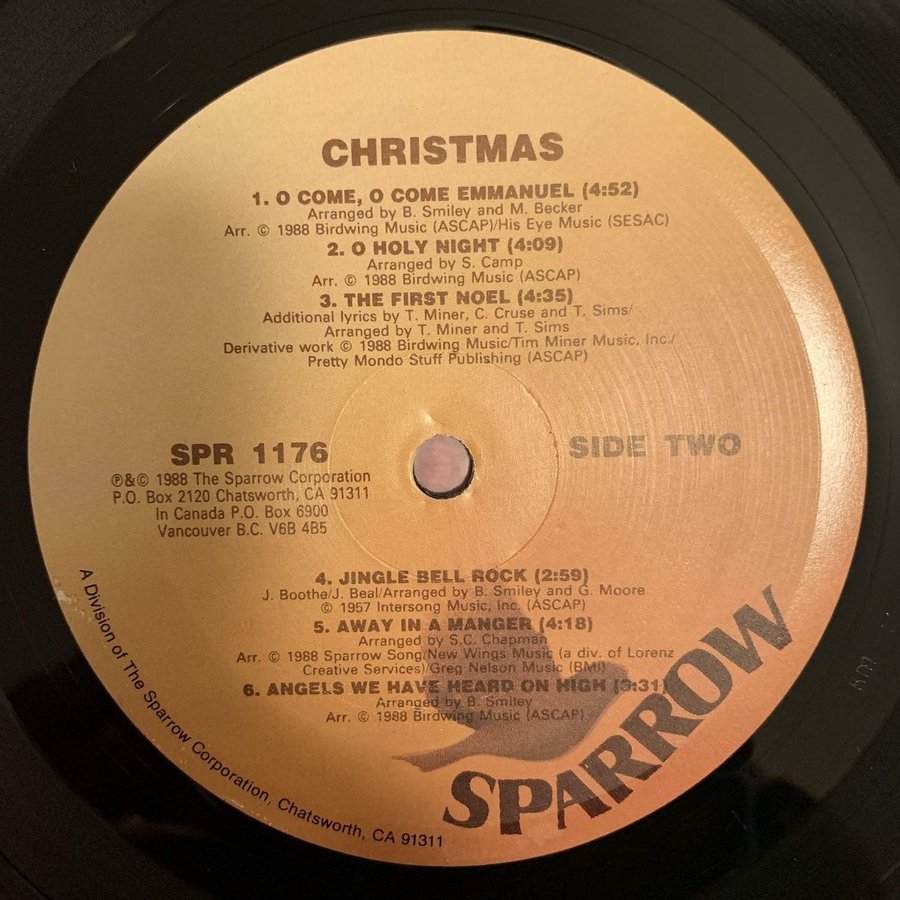 CHRISTMAS
1. O COME, O COME EMMANUEL (4:52)
Arranged by B. Smiley and M. Becker
Arr. © 1988 Birdwing Music (ASCAP)/His Eye Music (SESAC)
2. O HOLY NIGHT (4:09)
Arranged by S. Camp
Arr. © 1988 Birdwing Music (ASCAP)
3. THE FIRST NOEL (4:35)
Additional lyrics by T. Miner, C. Cruse and T. Sims/
Arranged by T. Miner and T. Sims
Derivative work © 1988 Birdwing Music/Tim Miner Music, Inc./
Pretty Mondo Stuff Publishing (ASCAP)
SPR 1176
℗&© 1988 The Sparrow Corporation
P.O. Box 2120 Chatsworth, CA 91311
In Canada P.O. Box 6900
Vancouver B.C. V6B 4B5
SIDE TWO
4. JINGLE BELL ROCK (2:59)
J. Boothe/J. Beal/Arranged by B. Smiley and G. Moore
© 1957 Intersong Music, Inc. (ASCAP)
5. AWAY IN A MANGER (4:18)
Arranged by S.C. Chapman
Arr. © 1988 Sparrow Song/New Wings Music (a div. of Lorenz
Creative Services)/Greg Nelson Music (BMI)
6. ANGELS WE HAVE HEARD ON HIGH (3:31)
Arranged by B. Smiley
Arr. © 1988 Birdwing Music (ASCAP)
SPARROW
A Division of The Sparrow Corporation, Chatsworth, CA 91311